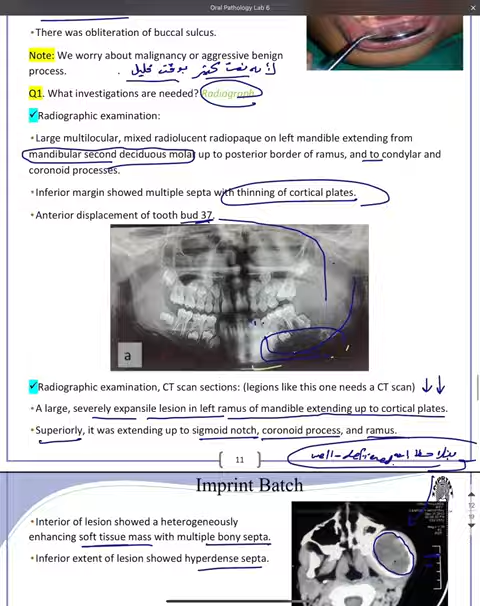 Oral Pathology Lab 6
•There was obliteration of buccal sulcus.
Note: We worry about malignancy or aggressive benign
process.
Q1. What investigations are needed? Radiograph
✓Radiographic examination:
•Large multilocular, mixed radiolucent radiopaque on left mandible extending from
mandibular second deciduous molar up to posterior border of ramus, and to condylar and
coronoid processes.
•Inferior margin showed multiple septa with thinning of cortical plates.
•Anterior displacement of tooth bud 37.
a
✓Radiographic examination, CT scan sections: (legions like this one needs a CT scan)
•A large, severely expansile lesion in left ramus of mandible extending up to cortical plates.
•Superiorly, it was extending up to sigmoid notch, coronoid process, and ramus.
well-defined
11
Imprint Batch
•Interior of lesion showed a heterogeneously
enhancing soft tissue mass with multiple bony septa.
•Inferior extent of lesion showed hyperdense septa.